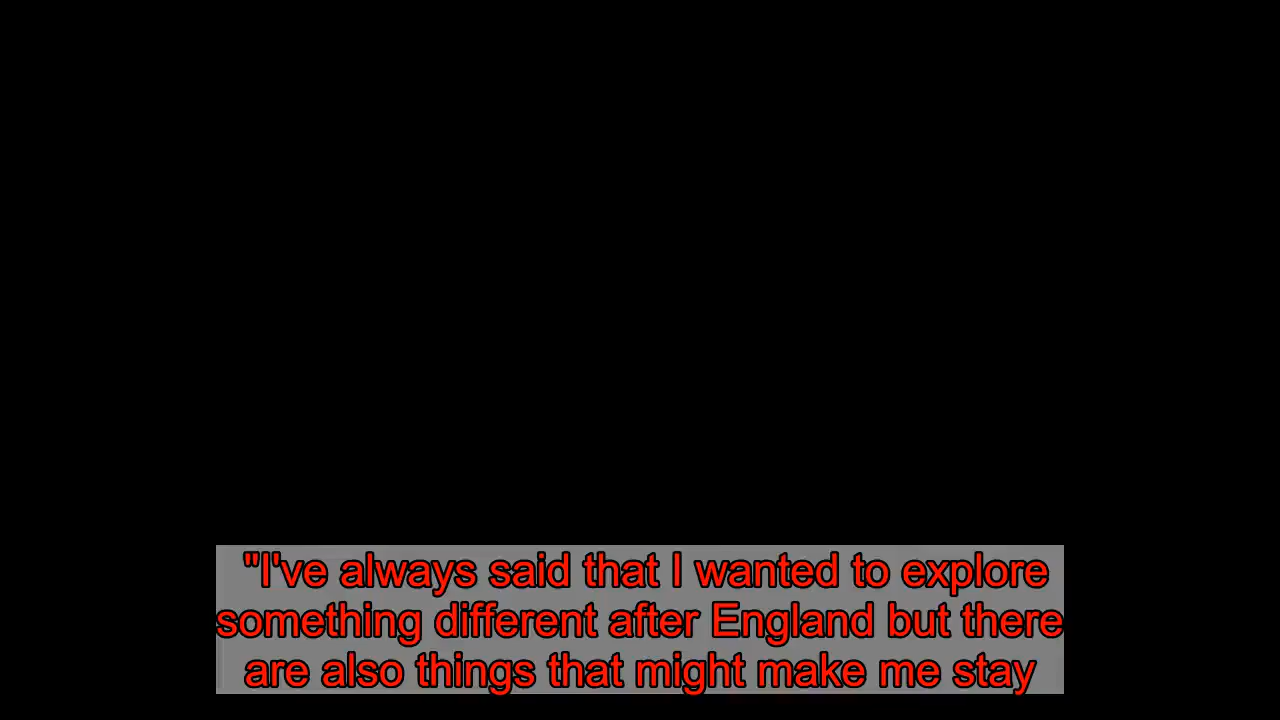 "I've always said that I wanted to explore
something different after England but there
are also things that might make me stay